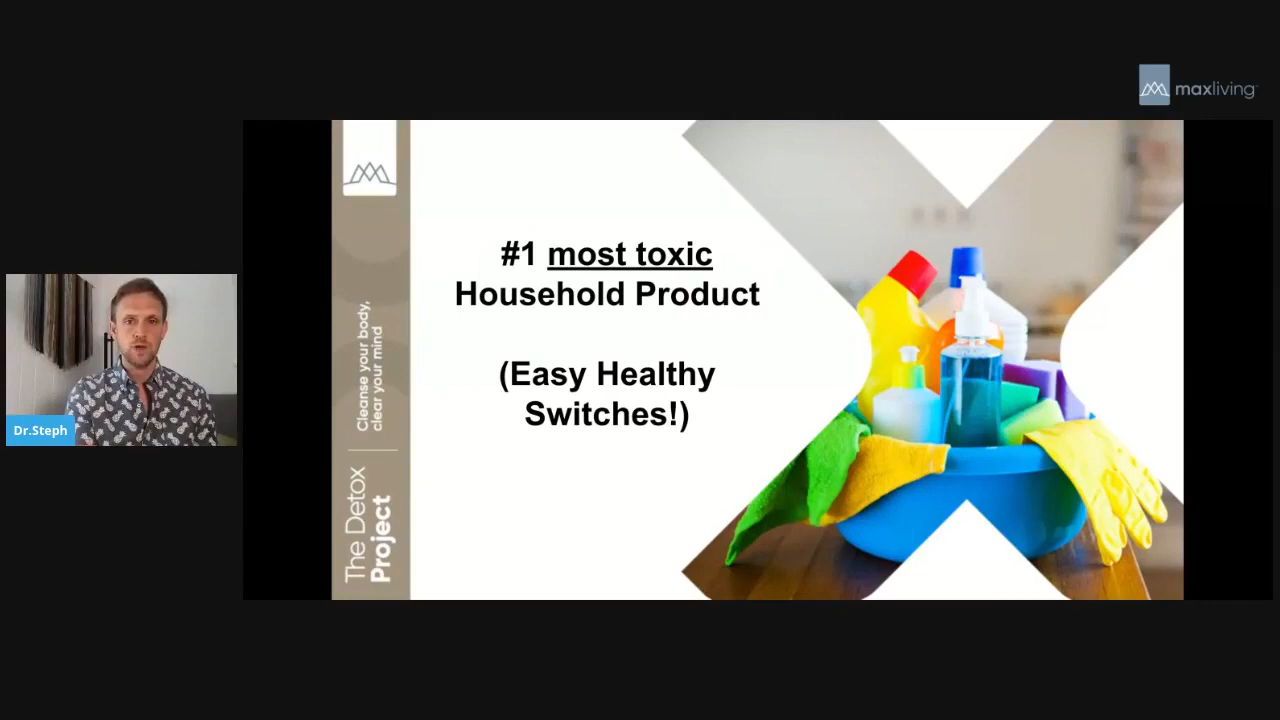 maxliving
#1 most toxic
Household Product
(Easy Healthy
Switches!)
Cleanse your body,
clear your mind
The Detox
Project
Dr.Steph